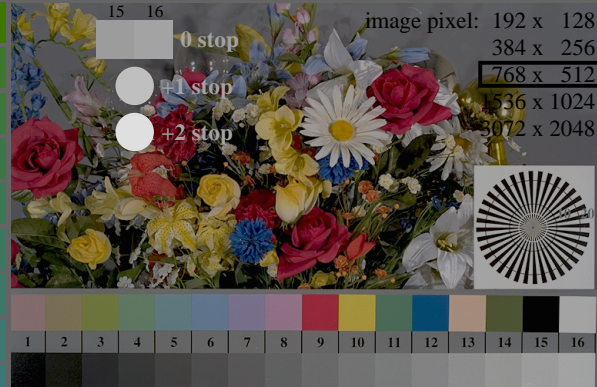 15 16
image pixel: 192 x 128
0 stop
384 x 256
768 x 512
+1 stop
1536 x 1024
+2 stop
3072 x 2048
1 2 3 4 5 6 7 8 9 10 11 12 13 14 15 16